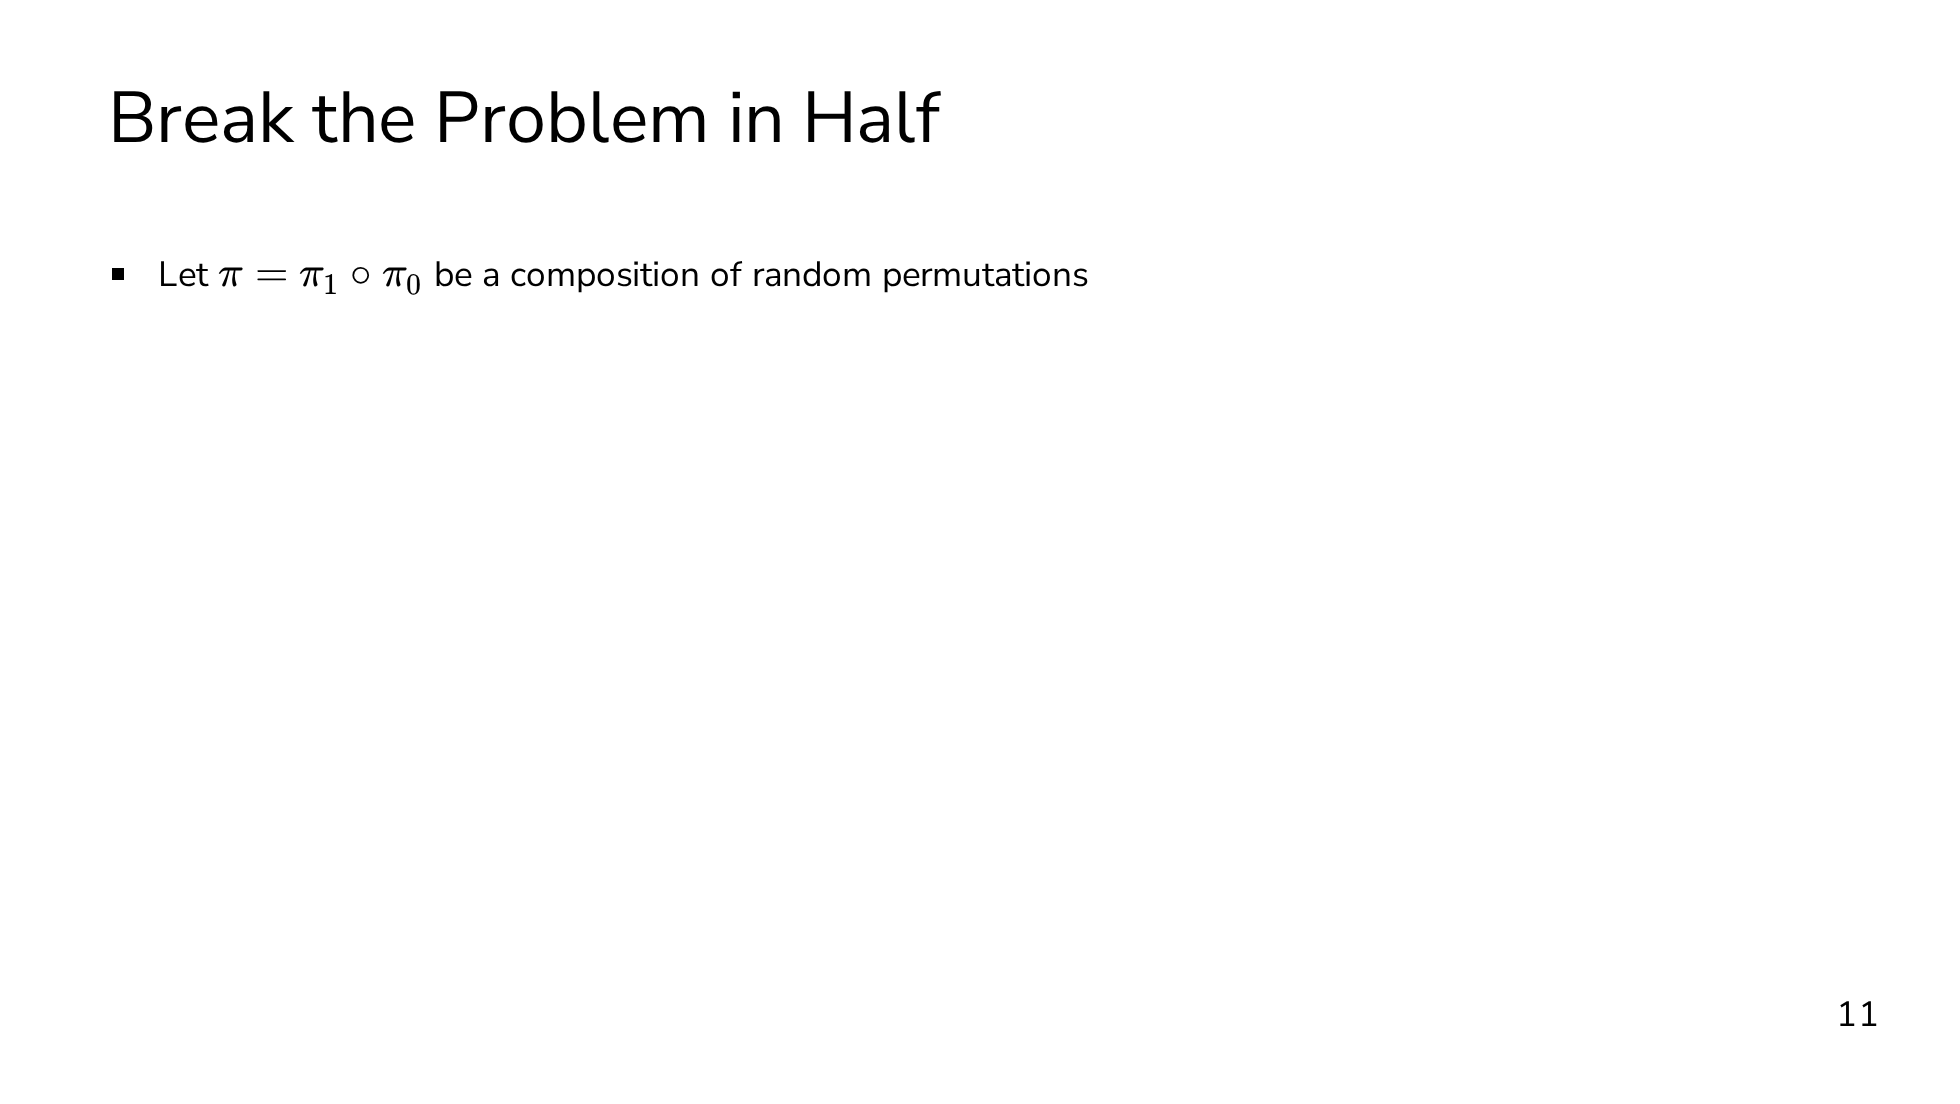 Break the Problem in Half
▪ Let π = π₁ ∘ π₀ be a composition of random permutations
11